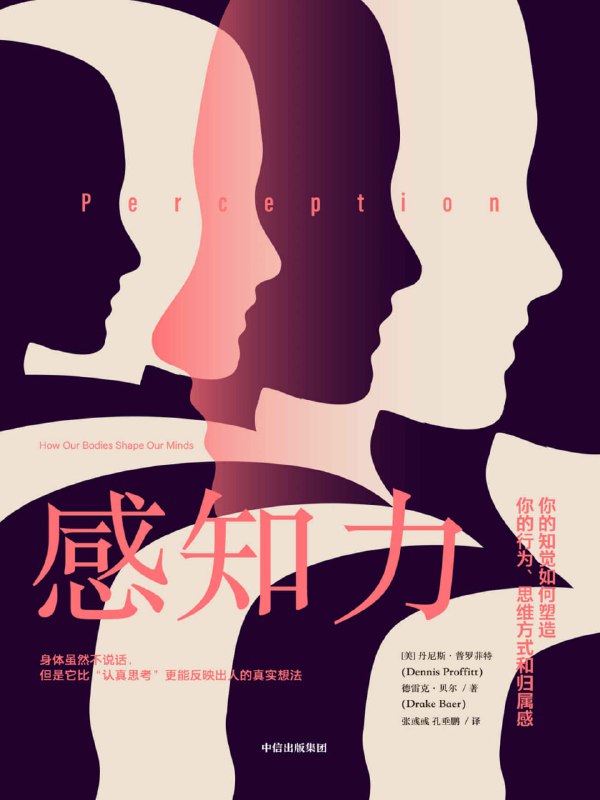 Perception
How Our Bodies Shape Our Minds
感知力
你的知觉如何塑造
你的行为、思维方式和归属感
身体虽然不说话，
但是它比“认真思考”更能反映出人的真实想法
[美] 丹尼斯·普罗菲特
(Dennis Proffitt)
德雷克·贝尔 / 著
(Drake Baer)
张彧彧 孔垂鹏 / 译
中信出版集团